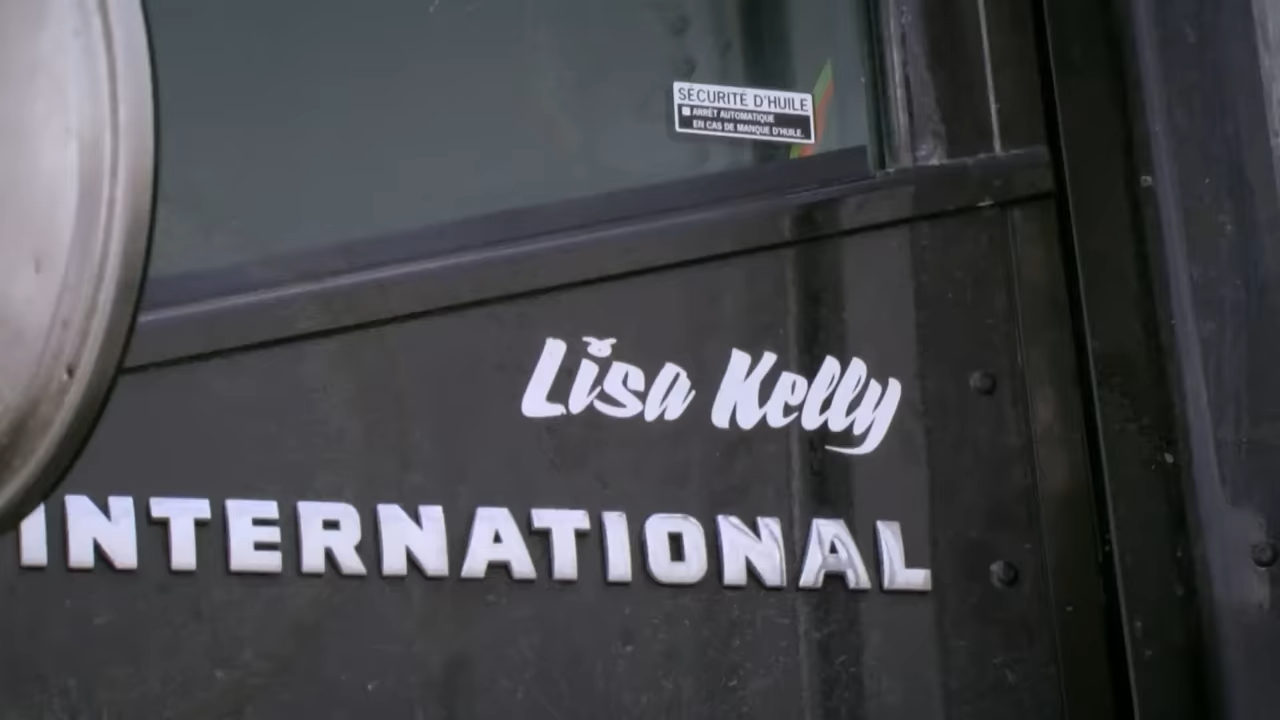 SÉCURITÉ D'HUILE
ARRÊT AUTOMATIQUE
EN CAS DE MANQUE D'HUILE.
Lisa Kelly
INTERNATIONAL